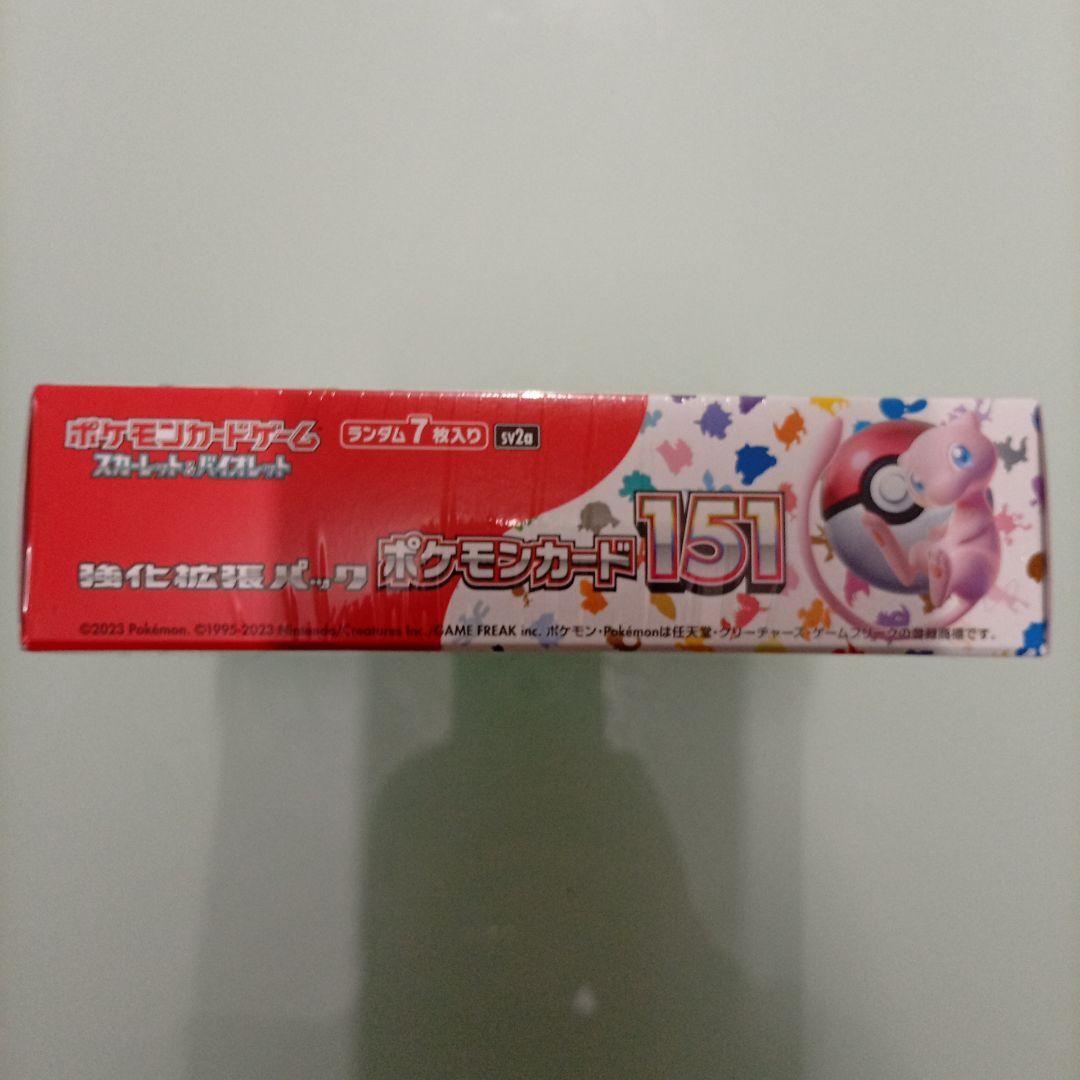 ポケモンカードゲーム
スカーレット&バイオレット
ランダム7枚入り
sv2a
強化拡張パック
ポケモンカード151
©2023 Pokémon. ©1995-2023 Nintendo/Creatures Inc./GAME FREAK inc. ポケモン・Pokémonは任天堂・クリーチャーズ・ゲームフリークの登録商標です。